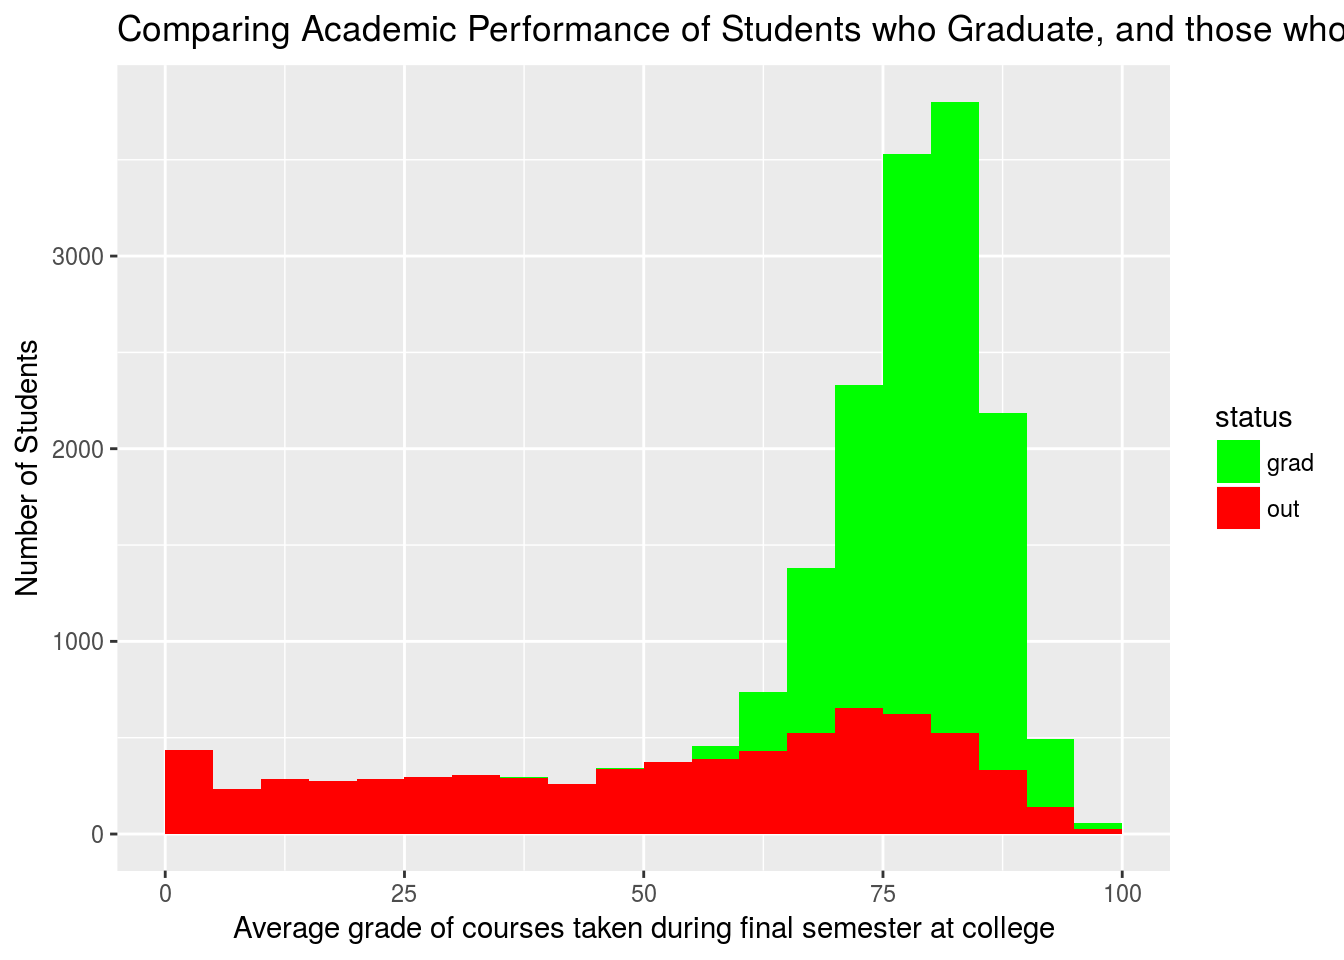 Comparing Academic Performance of Students who Graduate, and those who
3000
2000
1000
0
Number of Students
0 25 50 75 100
Average grade of courses taken during final semester at college
status
grad
out